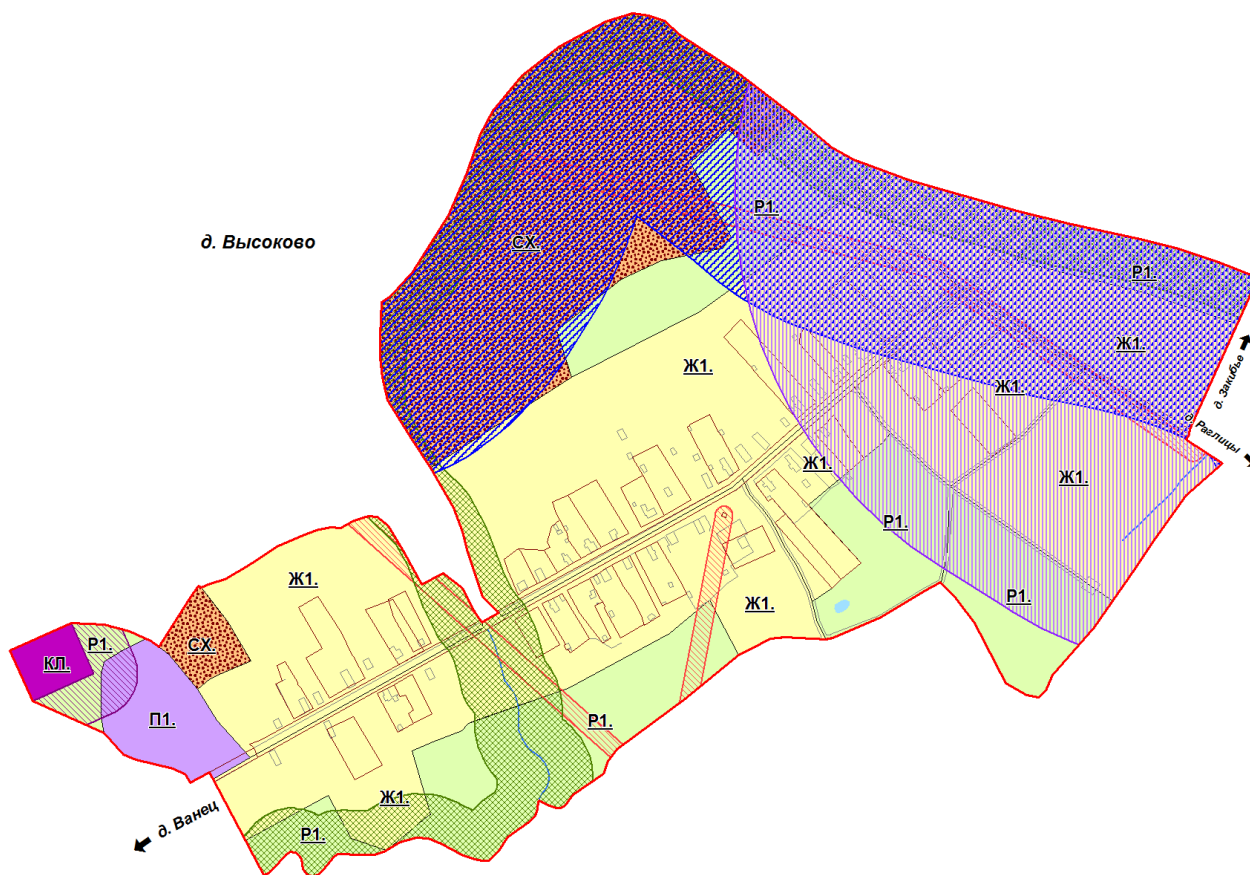 д. Высоково
Р1.
СХ.
Р1.
Ж1.
Ж1.
Ж1.
д. Закибье
д. Раглицы
Ж1.
Ж1.
Р1.
Ж1.
Р1.
Ж1.
Р1.
СХ.
КЛ.
П1.
Р1.
Ж1.
д. Ванец
Р1.